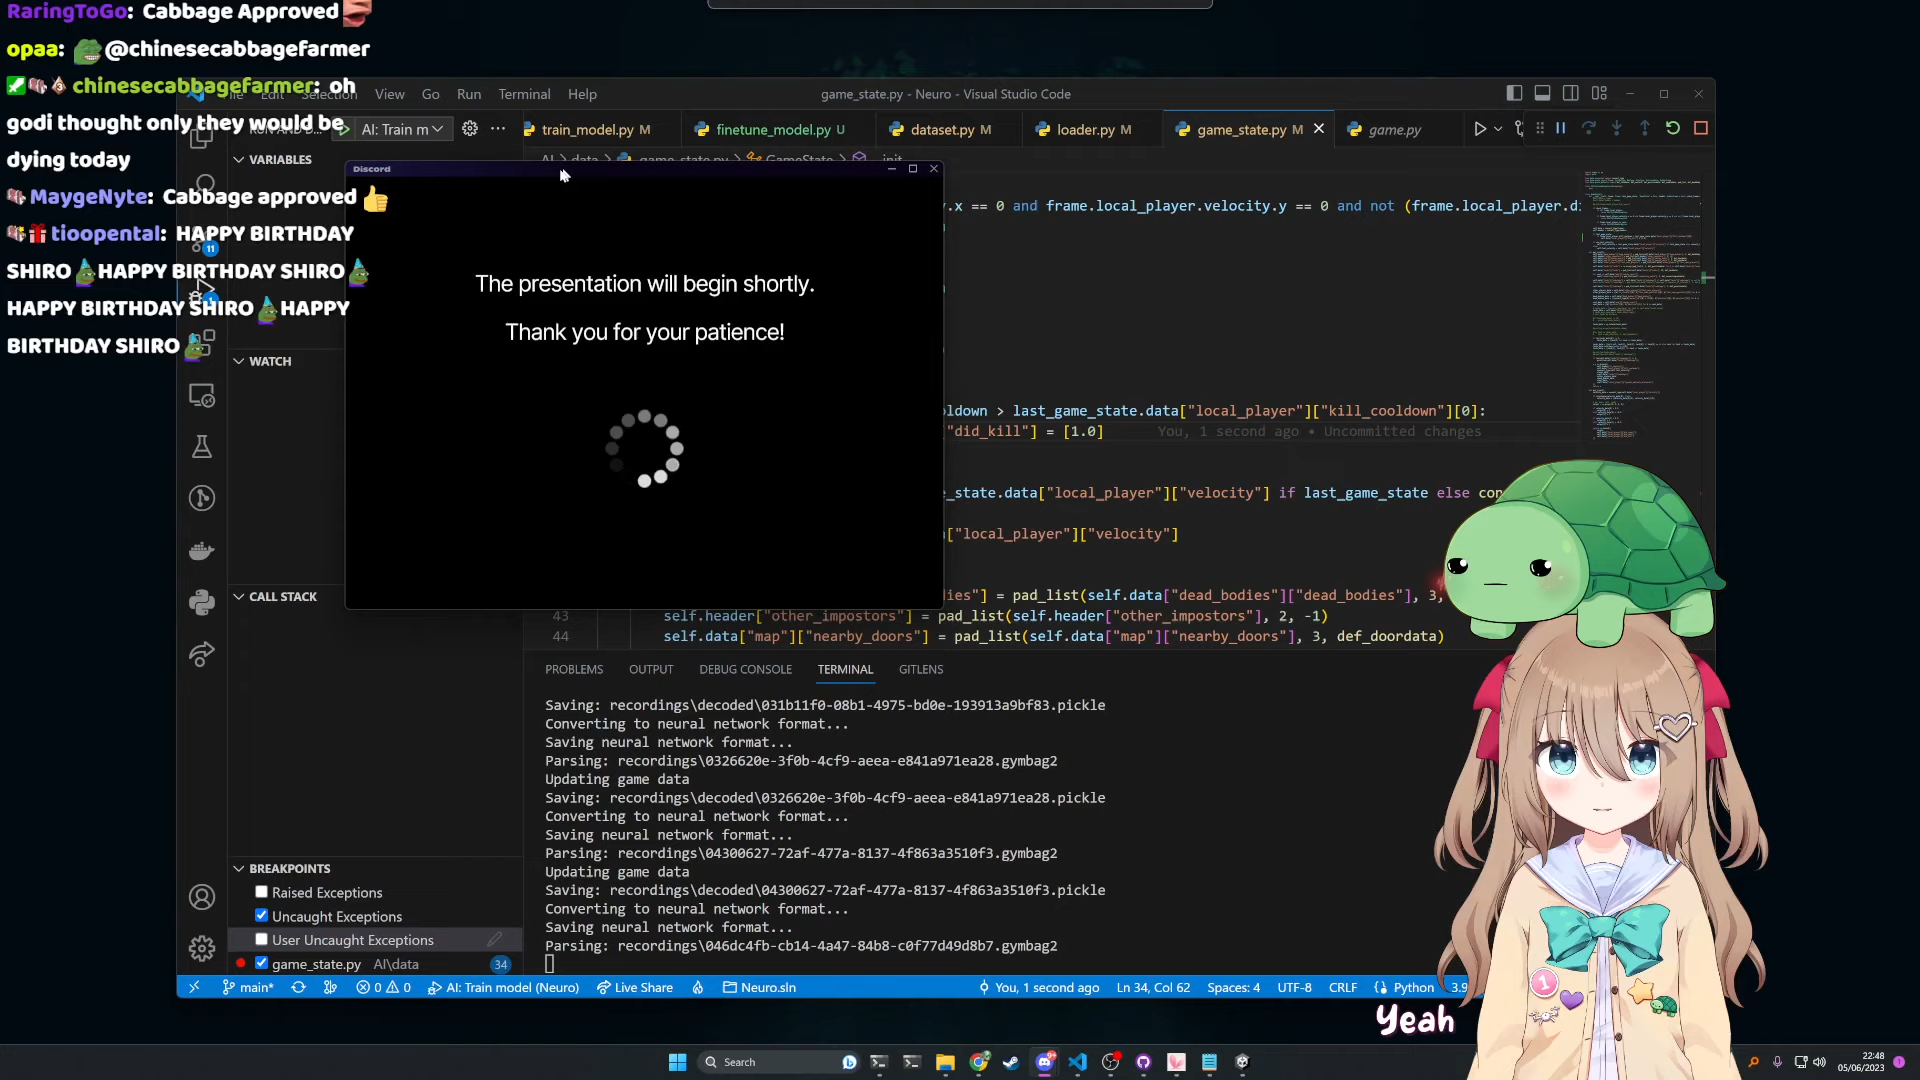 RaringToGo: Cabbage Approved
opaa: @chinesecabbagefarmer
chinesecabbagefarmer: oh
godi thought only they would be
dying today
MaygeNyte: Cabbage approved
tioopental: HAPPY BIRTHDAY
SHIRO HAPPY BIRTHDAY SHIRO
HAPPY BIRTHDAY SHIRO HAPPY
BIRTHDAY SHIRO
Edit Selection View Go Run Terminal Help
game_state.py - Neuro - Visual Studio Code
AI: Train m
train_model.py M
finetune_model.py U
dataset.py M
loader.py M
game_state.py M
game.py
VARIABLES
WATCH
CALL STACK
Discord
The presentation will begin shortly.
Thank you for your patience!
.x == 0 and frame.local_player.velocity.y == 0 and not (frame.local_player.di
ldown > last_game_state.data["local_player"]["kill_cooldown"][0]:
"did_kill"] = [1.0] You, 1 second ago • Uncommitted changes
_state.data["local_player"]["velocity"] if last_game_state else con
["local_player"]["velocity"]
ies"] = pad_list(self.data["dead_bodies"]["dead_bodies"], 3,
43 self.header["other_impostors"] = pad_list(self.header["other_impostors"], 2, -1)
44 self.data["map"]["nearby_doors"] = pad_list(self.data["map"]["nearby_doors"], 3, def_doordata)
PROBLEMS OUTPUT DEBUG CONSOLE TERMINAL GITLENS
Saving: recordings\decoded\031b11f0-08b1-4975-bd0e-193913a9bf83.pickle
Converting to neural network format...
Saving neural network format...
Parsing: recordings\0326620e-3f0b-4cf9-aeea-e841a971ea28.gymbag2
Updating game data
Saving: recordings\decoded\0326620e-3f0b-4cf9-aeea-e841a971ea28.pickle
Converting to neural network format...
Saving neural network format...
Parsing: recordings\04300627-72af-477a-8137-4f863a3510f3.gymbag2
Updating game data
Saving: recordings\decoded\04300627-72af-477a-8137-4f863a3510f3.pickle
Converting to neural network format...
Saving neural network format...
Parsing: recordings\046dc4fb-cb14-4a47-84b8-c0f77d49d8b7.gymbag2
BREAKPOINTS
Raised Exceptions
Uncaught Exceptions
User Uncaught Exceptions
game_state.py AI\data 34
11
main* 0 0 AI: Train model (Neuro) Live Share Neuro.sln You, 1 second ago Ln 34, Col 62 Spaces: 4 UTF-8 CRLF Python 3.9
Yeah
1
Search
22:48
05/06/2023